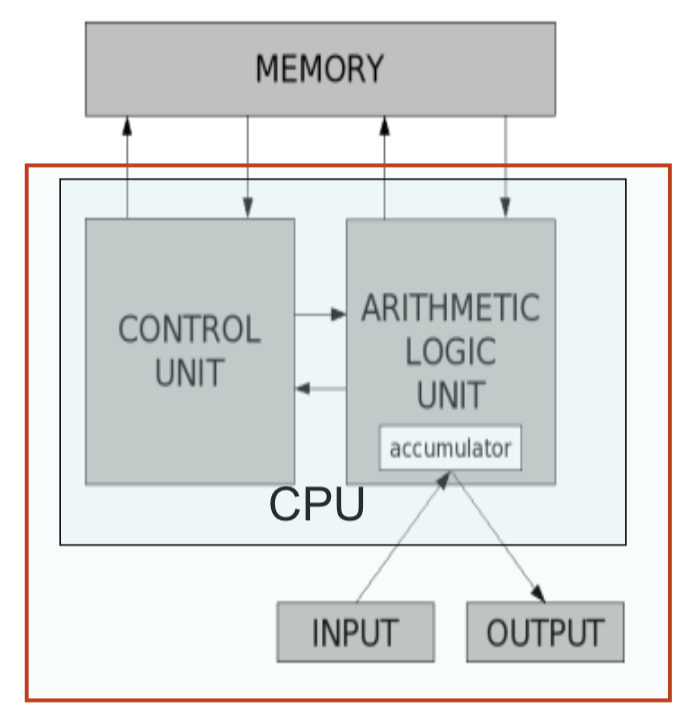 MEMORY
CONTROL
UNIT
ARITHMETIC
LOGIC
UNIT
accumulator
CPU
INPUT
OUTPUT